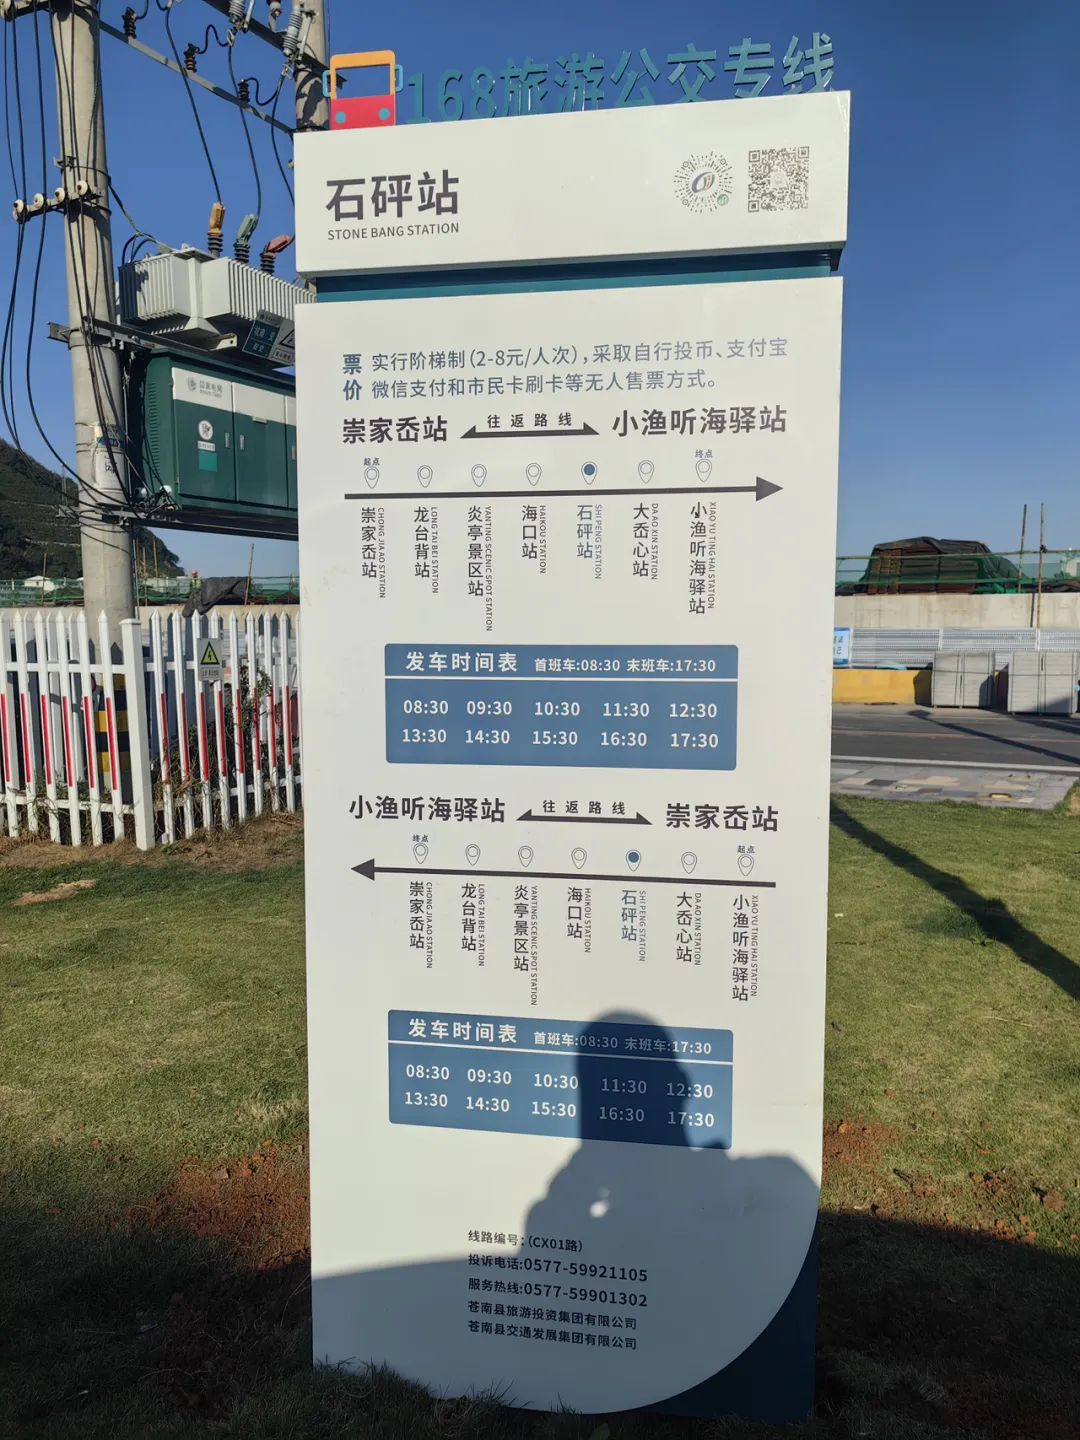 168旅游公交专线
石砰站
STONE BANG STATION
票价 实行阶梯制(2-8元/人次),采取自行投币、支付宝
微信支付和市民卡刷卡等无人售票方式。
崇家岙站 往返路线 小渔听海驿站
起点 终点
崇家岙站 CHONG JIA AO STATION
龙台背站 LONG TAI BEI STATION
炎亭景区站 YANTING SCENIC SPOT STATION
海口站 HAIKOU STATION
石砰站 SHI PENG STATION
大岙心站 DA AO XIN STATION
小渔听海驿站 XIAO YU TING HAI STATION
发车时间表 首班车:08:30 末班车:17:30
08:30 09:30 10:30 11:30 12:30
13:30 14:30 15:30 16:30 17:30
小渔听海驿站 往返路线 崇家岙站
终点 起点
崇家岙站 CHONG JIA AO STATION
龙台背站 LONG TAI BEI STATION
炎亭景区站 YANTING SCENIC SPOT STATION
海口站 HAIKOU STATION
石砰站 SHI PENG STATION
大岙心站 DA AO XIN STATION
小渔听海驿站 XIAO YU TING HAI STATION
发车时间表 首班车:08:30 末班车:17:30
08:30 09:30 10:30 11:30 12:30
13:30 14:30 15:30 16:30 17:30
线路编号:(CX01路)
投诉电话:0577-59921105
服务热线:0577-59901302
苍南县旅游投资集团有限公司
苍南县交通发展集团有限公司
国家电网